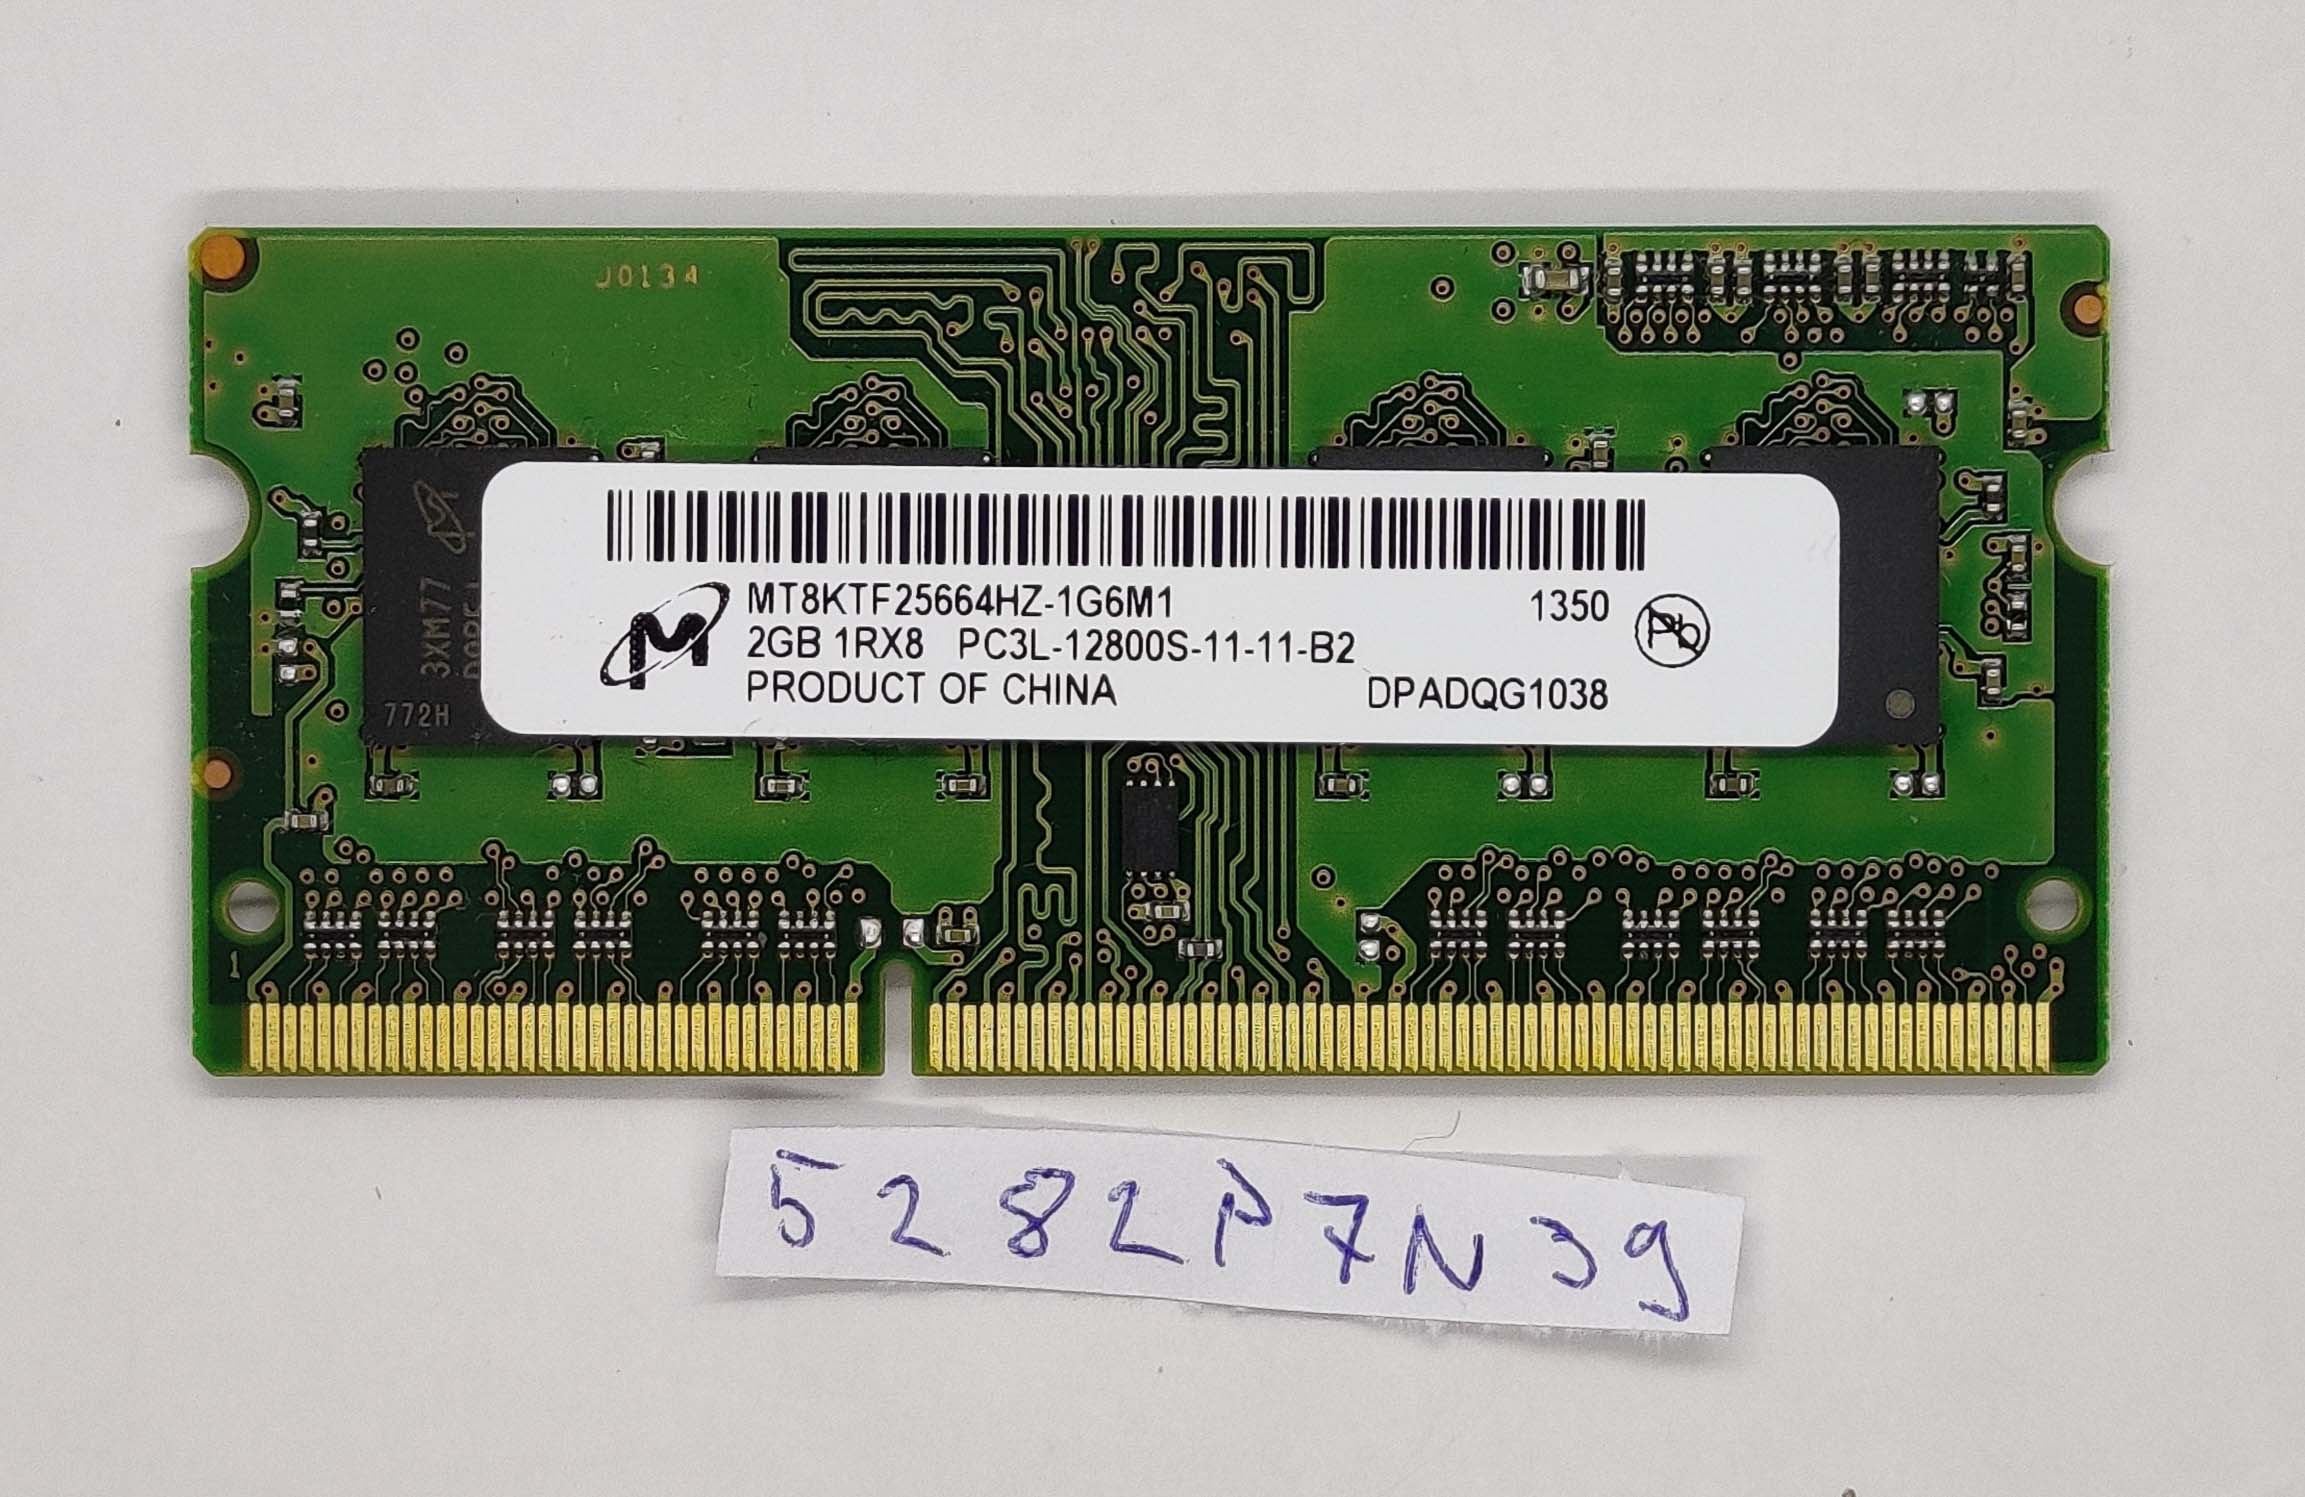 J0134
3XM77
772H
MT8KTF25664HZ-1G6M1 1350 Pb
2GB 1RX8 PC3L-12800S-11-11-B2
PRODUCT OF CHINA DPADQG1038
1
5282P7N39